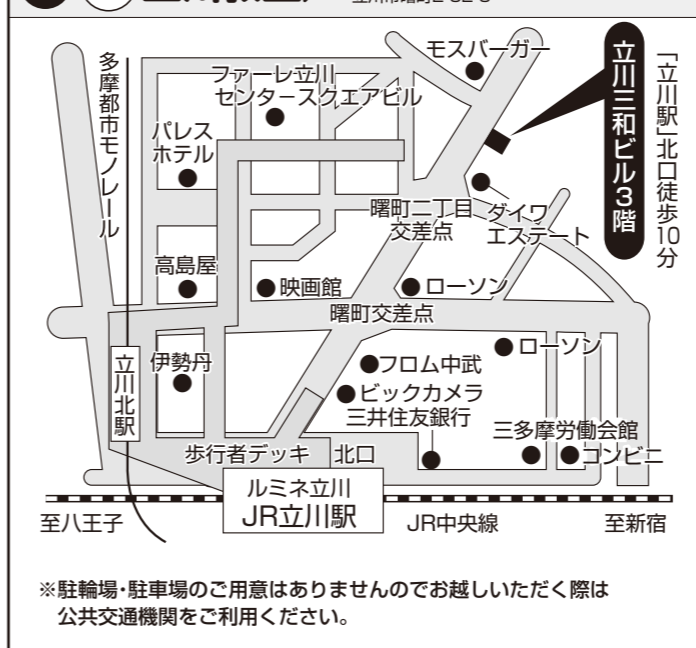 モスバーガー
立川三和ビル3階
「立川駅」北口徒歩10分
多摩都市モノレール
ファーレ立川
センタースクエアビル
パレス
ホテル
曙町二丁目
交差点
ダイワ
エステート
高島屋
映画館
ローソン
曙町交差点
伊勢丹
フロム中武
ローソン
立川北駅
ビックカメラ
三井住友銀行
三多摩労働会館
歩行者デッキ
北口
コンビニ
ルミネ立川
JR立川駅
至八王子
JR中央線
至新宿
※駐輪場・駐車場のご用意はありませんのでお越しいただく際は
公共交通機関をご利用ください。